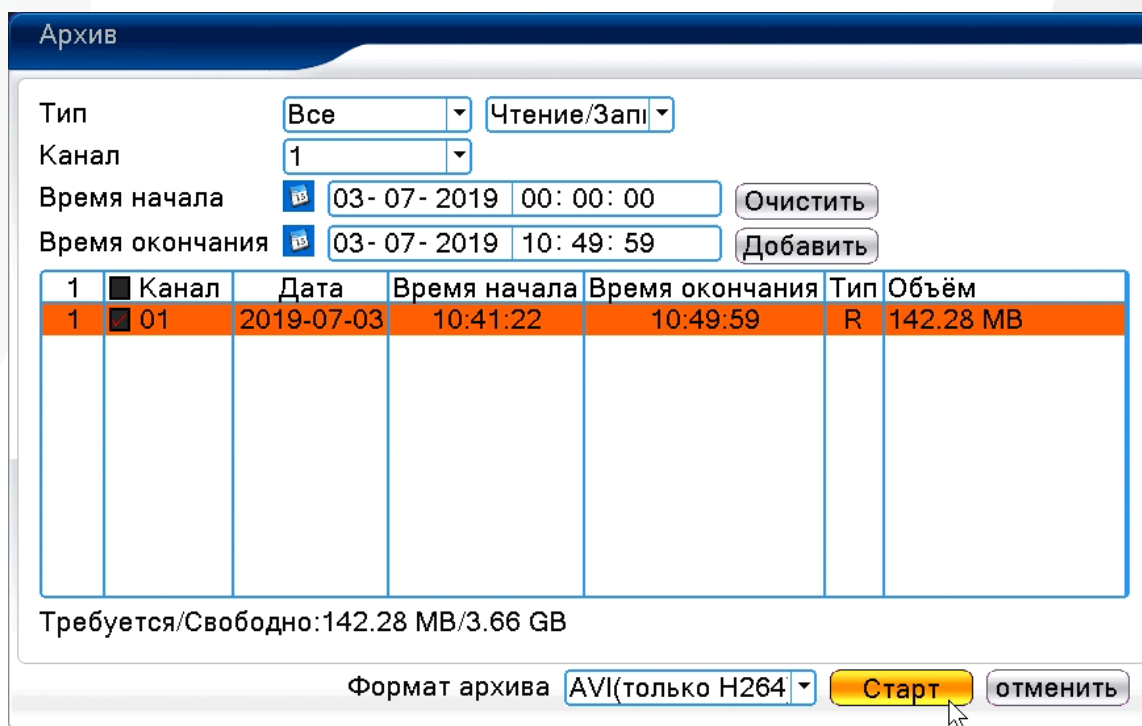 Архив
Тип Все Чтение/Запи
Канал 1
Время начала 03- 07- 2019 00: 00: 00 Очистить
Время окончания 03- 07- 2019 10: 49: 59 Добавить
1 Канал Дата Время начала Время окончания Тип Объём
1 01 2019-07-03 10:41:22 10:49:59 R 142.28 MB
Требуется/Свободно:142.28 MB/3.66 GB
Формат архива AVI(только H264 Старт отменить